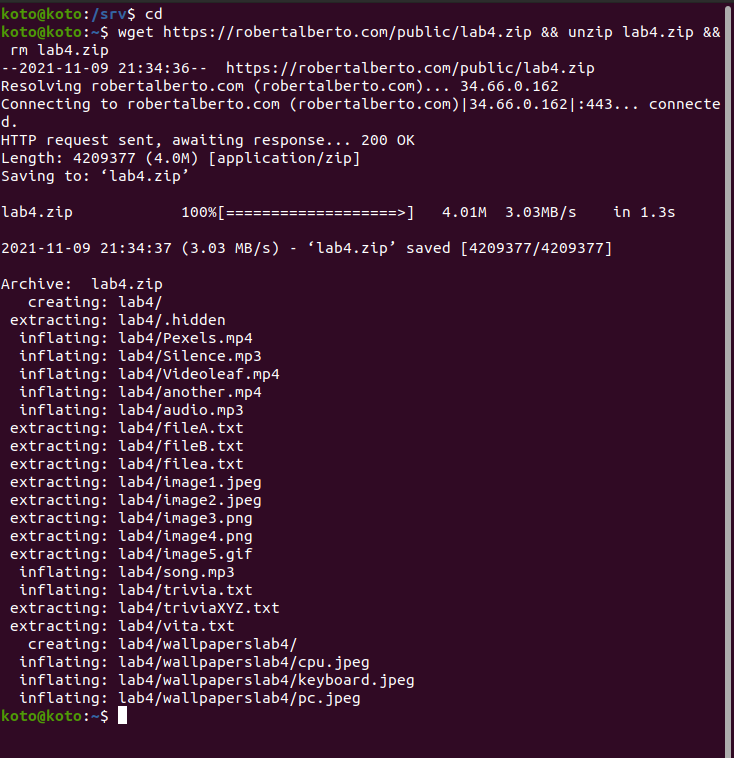 koto@koto:/srv$ cd
koto@koto:~$ wget https://robertalberto.com/public/lab4.zip && unzip lab4.zip &&
 rm lab4.zip
--2021-11-09 21:34:36--  https://robertalberto.com/public/lab4.zip
Resolving robertalberto.com (robertalberto.com)... 34.66.0.162
Connecting to robertalberto.com (robertalberto.com)|34.66.0.162|:443... connecte
d.
HTTP request sent, awaiting response... 200 OK
Length: 4209377 (4.0M) [application/zip]
Saving to: ‘lab4.zip’
lab4.zip            100%[===================>]   4.01M  3.03MB/s    in 1.3s
2021-11-09 21:34:37 (3.03 MB/s) - ‘lab4.zip’ saved [4209377/4209377]
Archive:  lab4.zip
   creating: lab4/
 extracting: lab4/.hidden
  inflating: lab4/Pexels.mp4
  inflating: lab4/Silence.mp3
  inflating: lab4/Videoleaf.mp4
  inflating: lab4/another.mp4
  inflating: lab4/audio.mp3
 extracting: lab4/fileA.txt
 extracting: lab4/fileB.txt
 extracting: lab4/filea.txt
 extracting: lab4/image1.jpeg
 extracting: lab4/image2.jpeg
 extracting: lab4/image3.png
 extracting: lab4/image4.png
 extracting: lab4/image5.gif
  inflating: lab4/song.mp3
  inflating: lab4/trivia.txt
 extracting: lab4/triviaXYZ.txt
 extracting: lab4/vita.txt
   creating: lab4/wallpaperslab4/
  inflating: lab4/wallpaperslab4/cpu.jpeg
  inflating: lab4/wallpaperslab4/keyboard.jpeg
  inflating: lab4/wallpaperslab4/pc.jpeg
koto@koto:~$